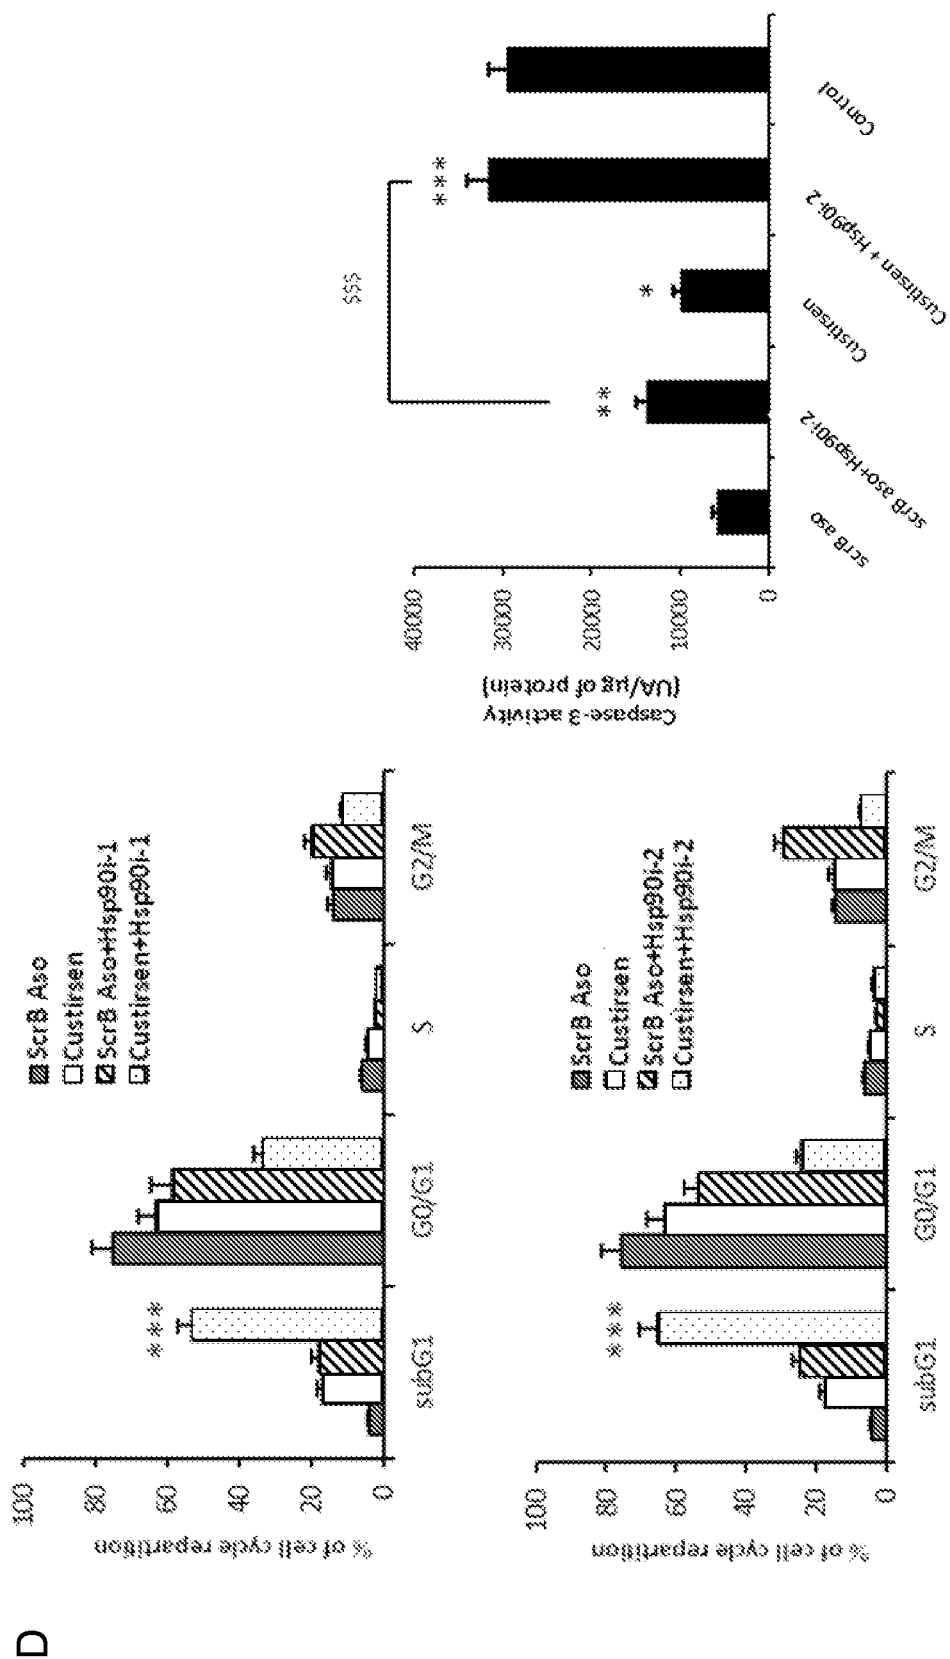 D
% of cell cycle repartition
100
80
60
40
20
0
***
subG1
G0/G1
S
G2/M
ScrB Aso
Custirsen
ScrB Aso+Hsp90i-1
Custirsen+Hsp90i-1
% of cell cycle repartition
100
80
60
40
20
0
***
subG1
G0/G1
S
G2/M
ScrB Aso
Custirsen
ScrB Aso+Hsp90i-2
Custirsen+Hsp90i-2
Caspase-3 activity
(UA/µg of protein)
40000
30000
20000
10000
0
$$$
**
*
***
scrB aso
scrB aso+Hsp90i-2
Custirsen
Custirsen + Hsp90i-2
Control